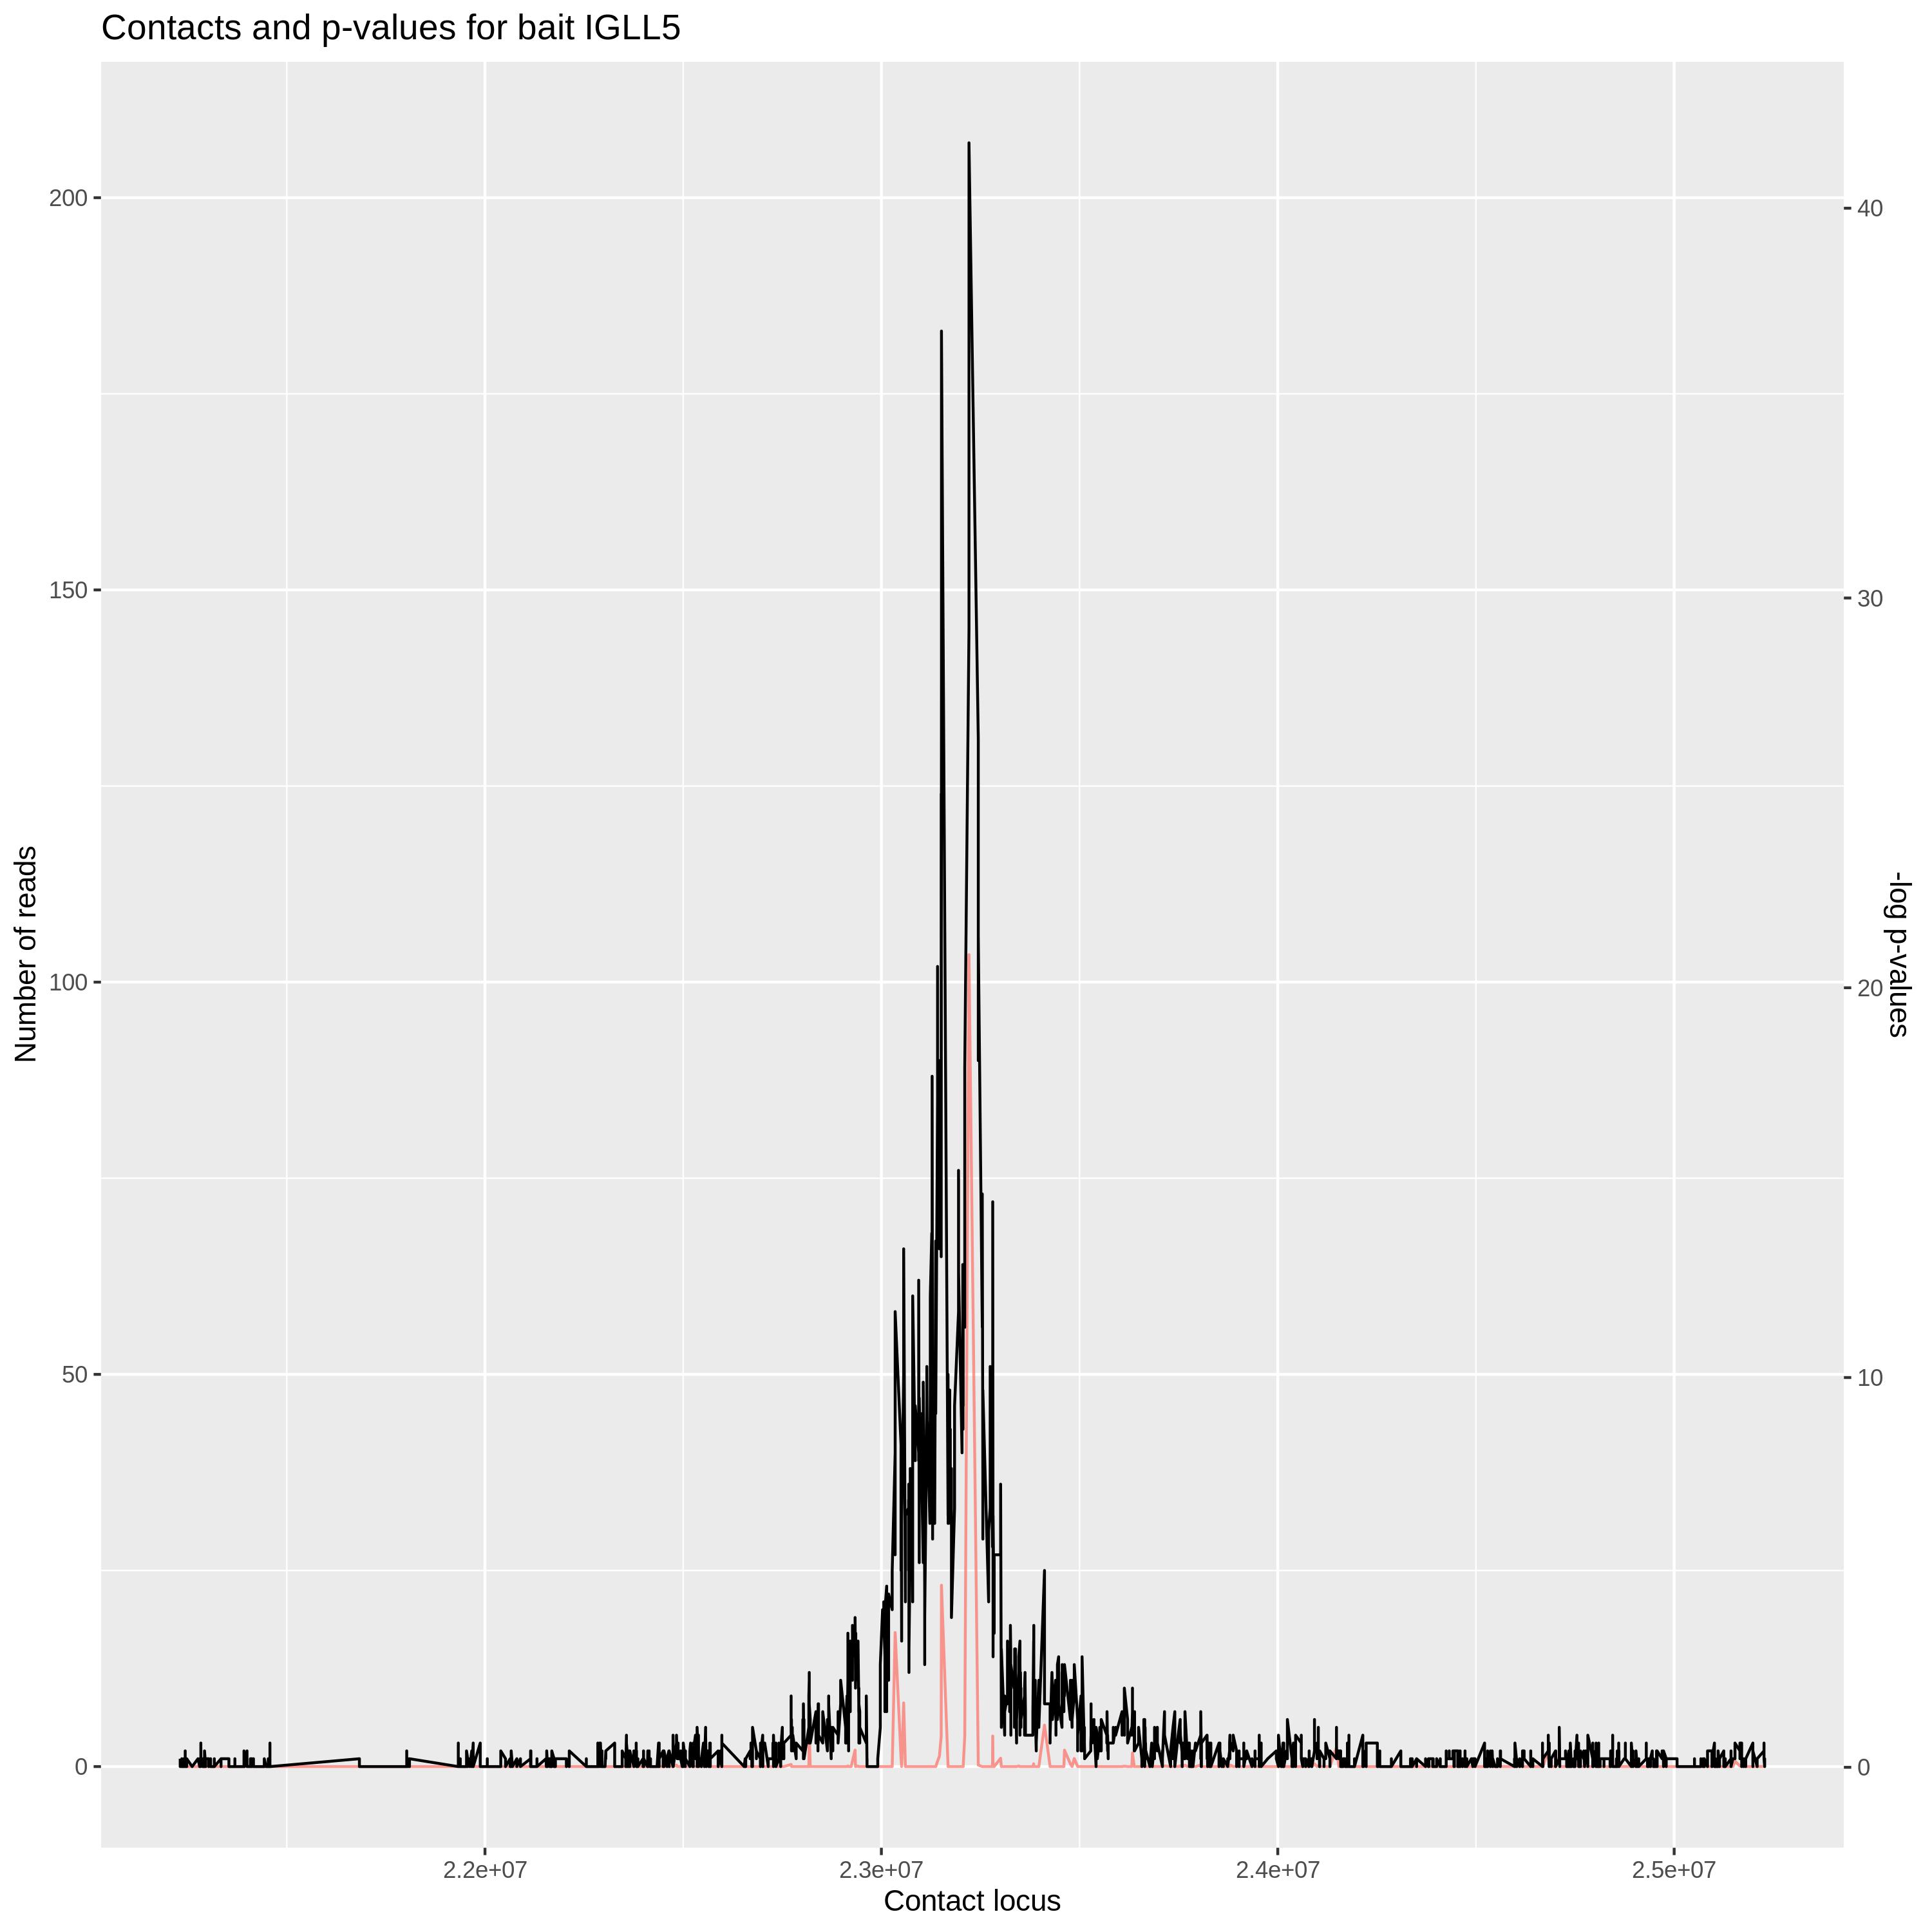 Contacts and p-values for bait IGLL5
200
150
100
50
0
40
30
20
10
0
Number of reads
-log p-values
2.2e+07
2.3e+07
2.4e+07
2.5e+07
Contact locus